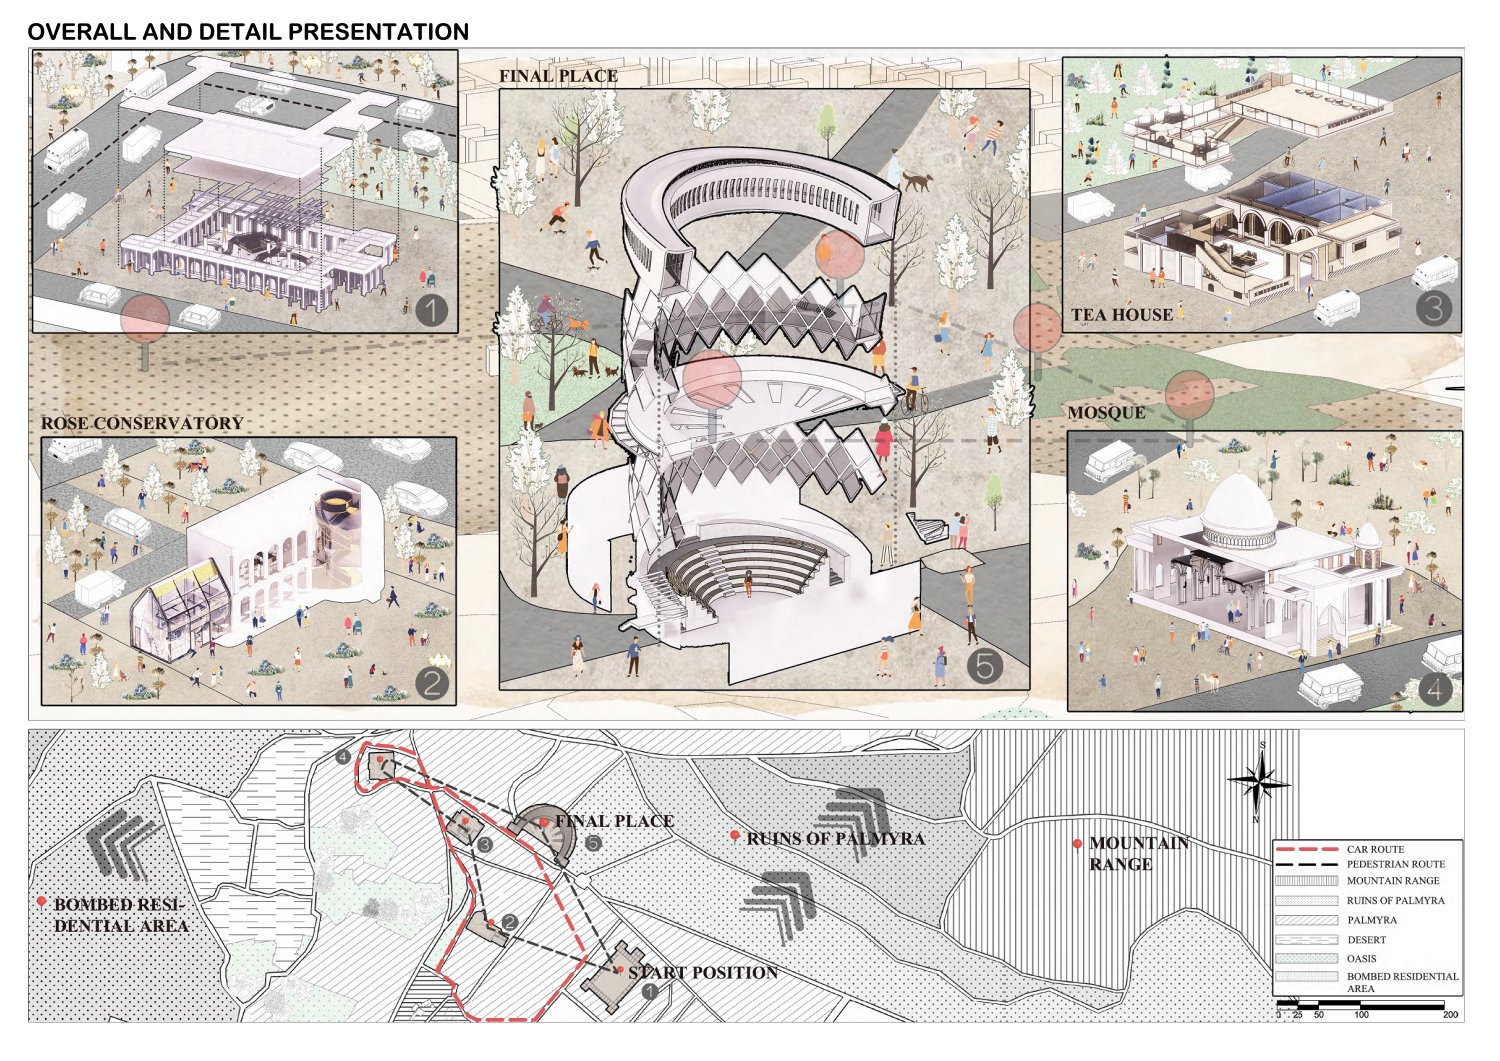 OVERALL AND DETAIL PRESENTATION
1
FINAL PLACE
5
TEA HOUSE
3
ROSE CONSERVATORY
2
MOSQUE
4
4
3
FINAL PLACE
5
2
START POSITION
1
BOMBED RESI-
DENTIAL AREA
RUINS OF PALMYRA
MOUNTAIN
RANGE
S
N
CAR ROUTE
PEDESTRIAN ROUTE
MOUNTAIN RANGE
RUINS OF PALMYRA
PALMYRA
DESERT
OASIS
BOMBED RESIDENTIAL
AREA
0 25 50 100 200